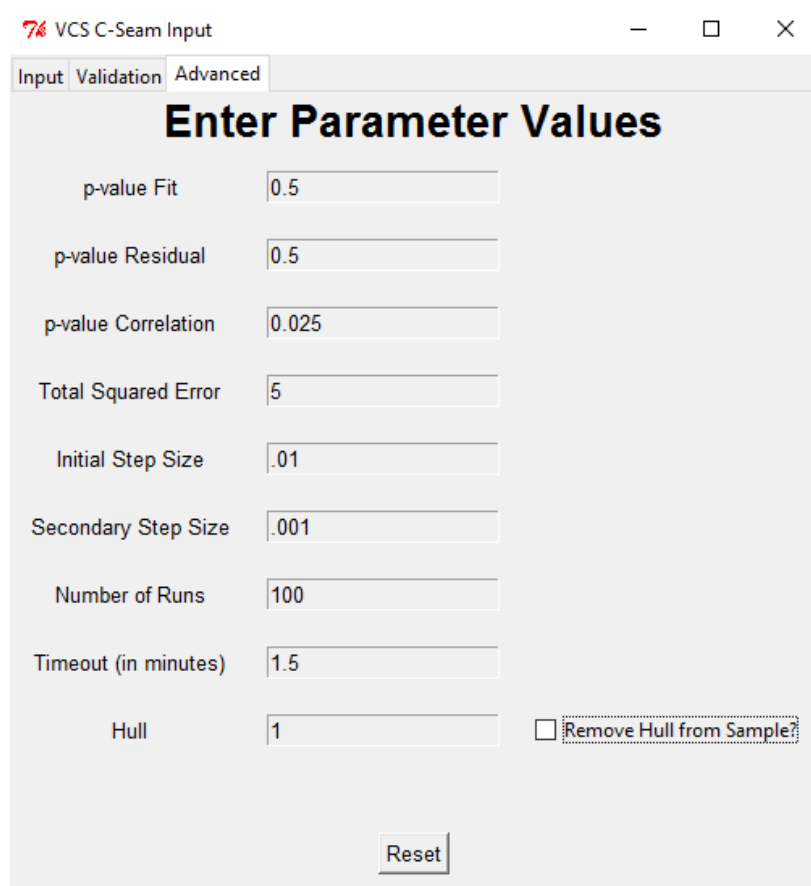 VCS C-Seam Input
Input Validation Advanced
Enter Parameter Values
p-value Fit 0.5
p-value Residual 0.5
p-value Correlation 0.025
Total Squared Error 5
Initial Step Size .01
Secondary Step Size .001
Number of Runs 100
Timeout (in minutes) 1.5
Hull 1 Remove Hull from Sample?
Reset